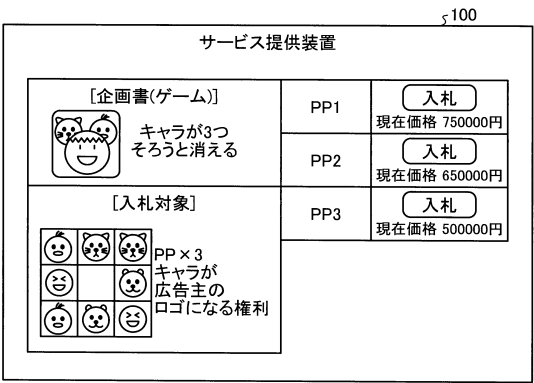 100
サービス提供装置
[企画書(ゲーム)]
キャラが3つ
そろうと消える
[入札対象]
PP×3
キャラが
広告主の
ロゴになる権利
PP1
入札
現在価格 750000円
PP2
入札
現在価格 650000円
PP3
入札
現在価格 500000円